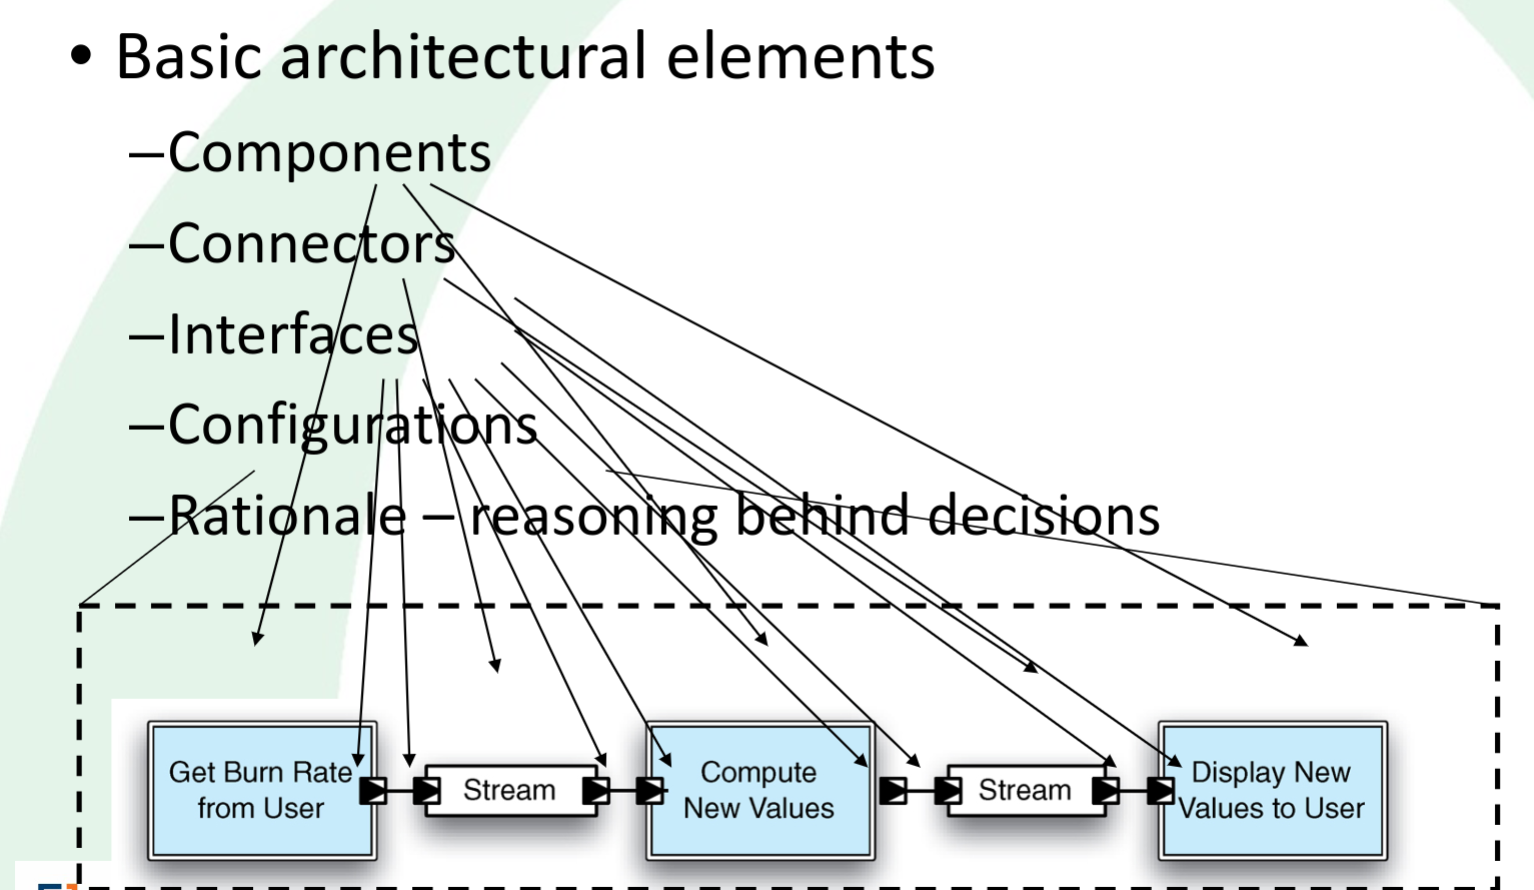 • Basic architectural elements
–Components
–Connectors
–Interfaces
–Configurations
–Rationale – reasoning behind decisions
Get Burn Rate
from User
Stream
Compute
New Values
Stream
Display New
Values to User